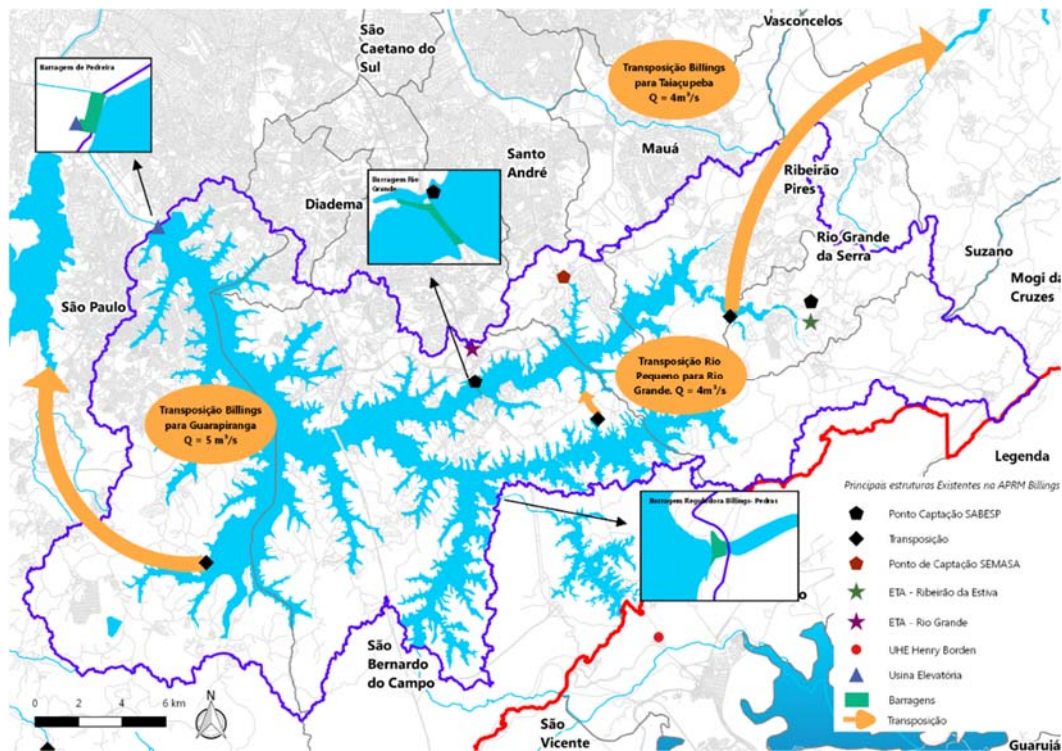 Vasconcelos
São
Caetano do
Sul
Barragem de Pedreira
Transposição Billings
para Taiaçupeba
Q = 4m³/s
Santo
André
Mauá
Ribeirão
Pires
Diadema
Barragem Rio
Grande
Rio Grande
da Serra
Suzano
Mogi da
Cruzes
São Paulo
Transposição Rio
Pequeno para Rio
Grande. Q = 4m³/s
Transposição Billings
para Guarapiranga
Q = 5 m³/s
Legenda
Principais estruturas Existentes na APRM Billings
Barragem Reguladora Billings- Pedras
Ponto Captação SABESP
Transposição
Ponto de Captação SEMASA
ETA - Ribeirão da Estiva
ETA - Rio Grande
UHE Henry Borden
Usina Elevatória
Barragens
Transposição
o
São
Bernardo
do Campo
São
Vicente
Guarujá
0 2 4 6 km
N